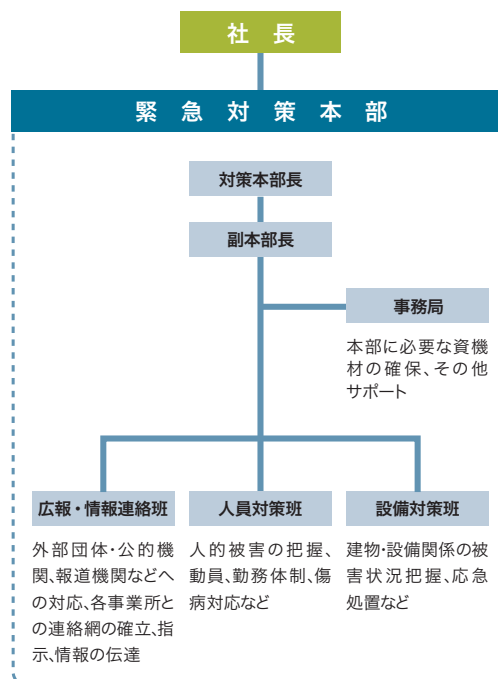 社長
緊急対策本部
対策本部長
副本部長
事務局
本部に必要な資機
材の確保、その他
サポート
広報・情報連絡班
外部団体・公的機
関、報道機関などへ
の対応、各事業所と
の連絡網の確立、指
示、情報の伝達
人員対策班
人的被害の把握、
動員、勤務体制、傷
病対応など
設備対策班
建物・設備関係の被
害状況把握、応急
処置など